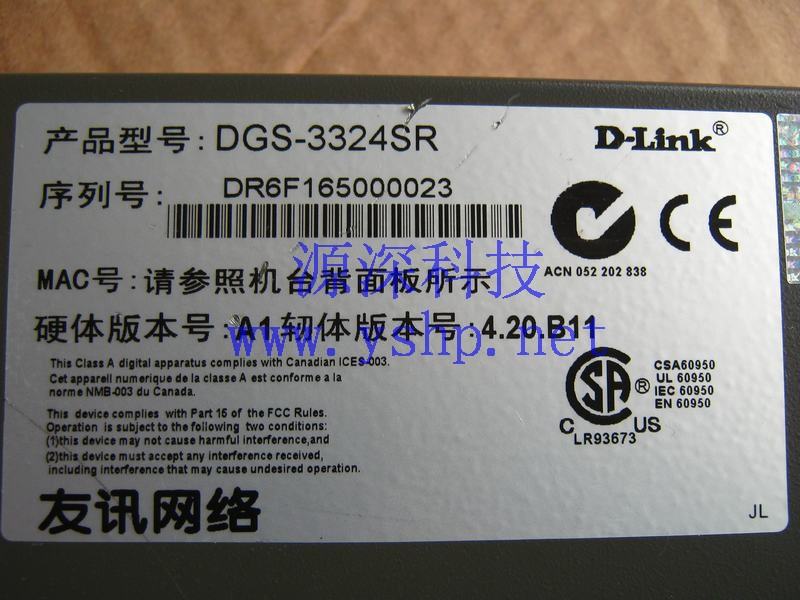 产品型号: DGS-3324SR
D-Link®
序列号: DR6F165000023
ACN 052 202 838
CE
源深科技
MAC号: 请参照机台背面板所示
www.yshp.net
硬体版本号: A1 轫体版本号: 4.20.B11
This Class A digital apparatus complies with Canadian ICES-003.
Cet appareil numerique de la classe A est conforme a la
norme NMB-003 du Canada.
This device complies with Part 15 of the FCC Rules.
Operation is subject to the following two conditions:
(1)this device may not cause harmful interference,and
(2)this device must accept any interference received,
including interference that may cause undesired operation.
CSA®
C US
LR93673
CSA60950
UL 60950
IEC 60950
EN 60950
友讯网络
JL